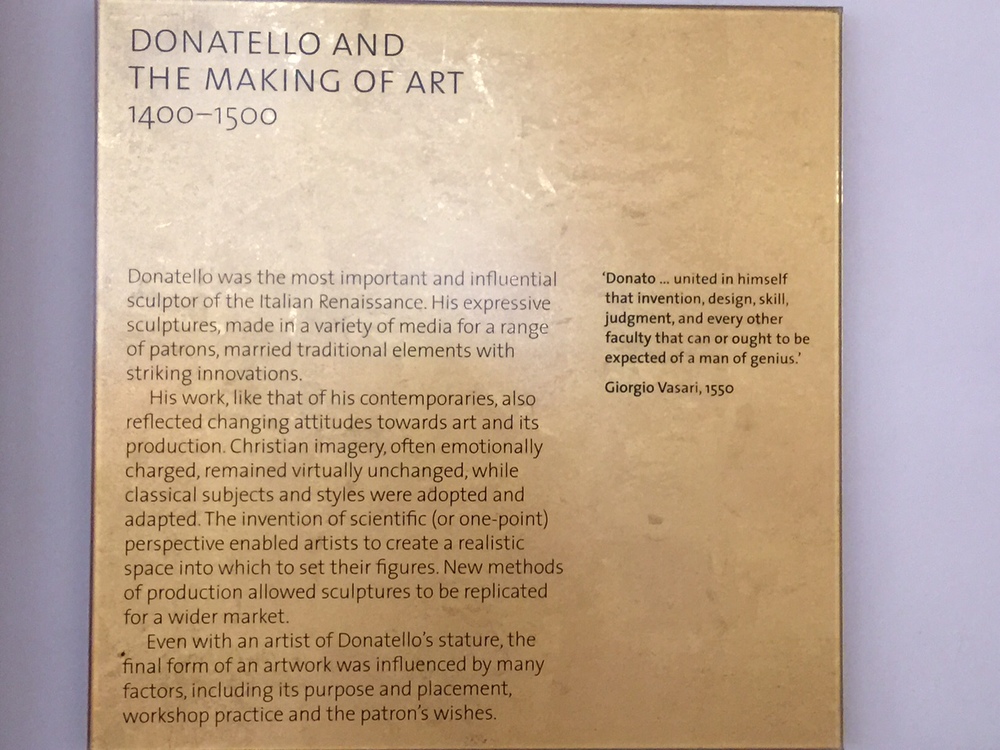 DONATELLO AND
THE MAKING OF ART
1400–1500
Donatello was the most important and influential
sculptor of the Italian Renaissance. His expressive
sculptures, made in a variety of media for a range
of patrons, married traditional elements with
striking innovations.
His work, like that of his contemporaries, also
reflected changing attitudes towards art and its
production. Christian imagery, often emotionally
charged, remained virtually unchanged, while
classical subjects and styles were adopted and
adapted. The invention of scientific (or one-point)
perspective enabled artists to create a realistic
space into which to set their figures. New methods
of production allowed sculptures to be replicated
for a wider market.
Even with an artist of Donatello’s stature, the
final form of an artwork was influenced by many
factors, including its purpose and placement,
workshop practice and the patron’s wishes.
‘Donato ... united in himself
that invention, design, skill,
judgment, and every other
faculty that can or ought to be
expected of a man of genius.’
Giorgio Vasari, 1550